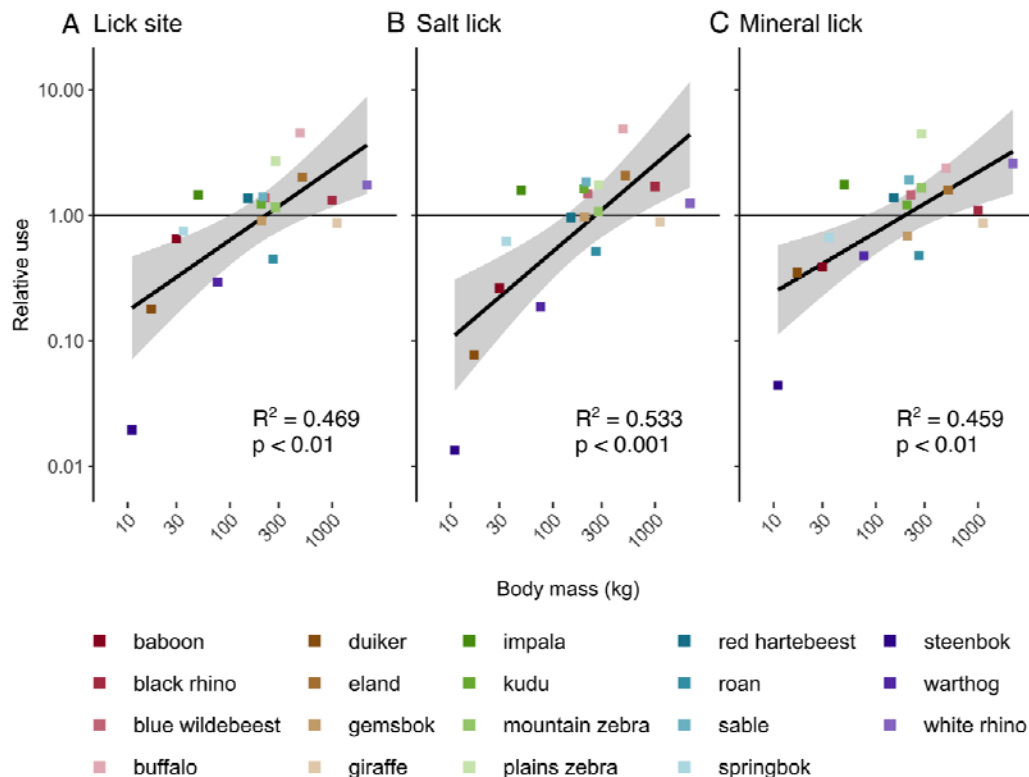 A Lick site
B Salt lick
C Mineral lick
Relative use
10.00
1.00
0.10
0.01
R² = 0.469
p < 0.01
R² = 0.533
p < 0.001
R² = 0.459
p < 0.01
10 30 100 300 1000
10 30 100 300 1000
10 30 100 300 1000
Body mass (kg)
baboon duiker impala red hartebeest steenbok
black rhino eland kudu roan warthog
blue wildebeest gemsbok mountain zebra sable white rhino
buffalo giraffe plains zebra springbok